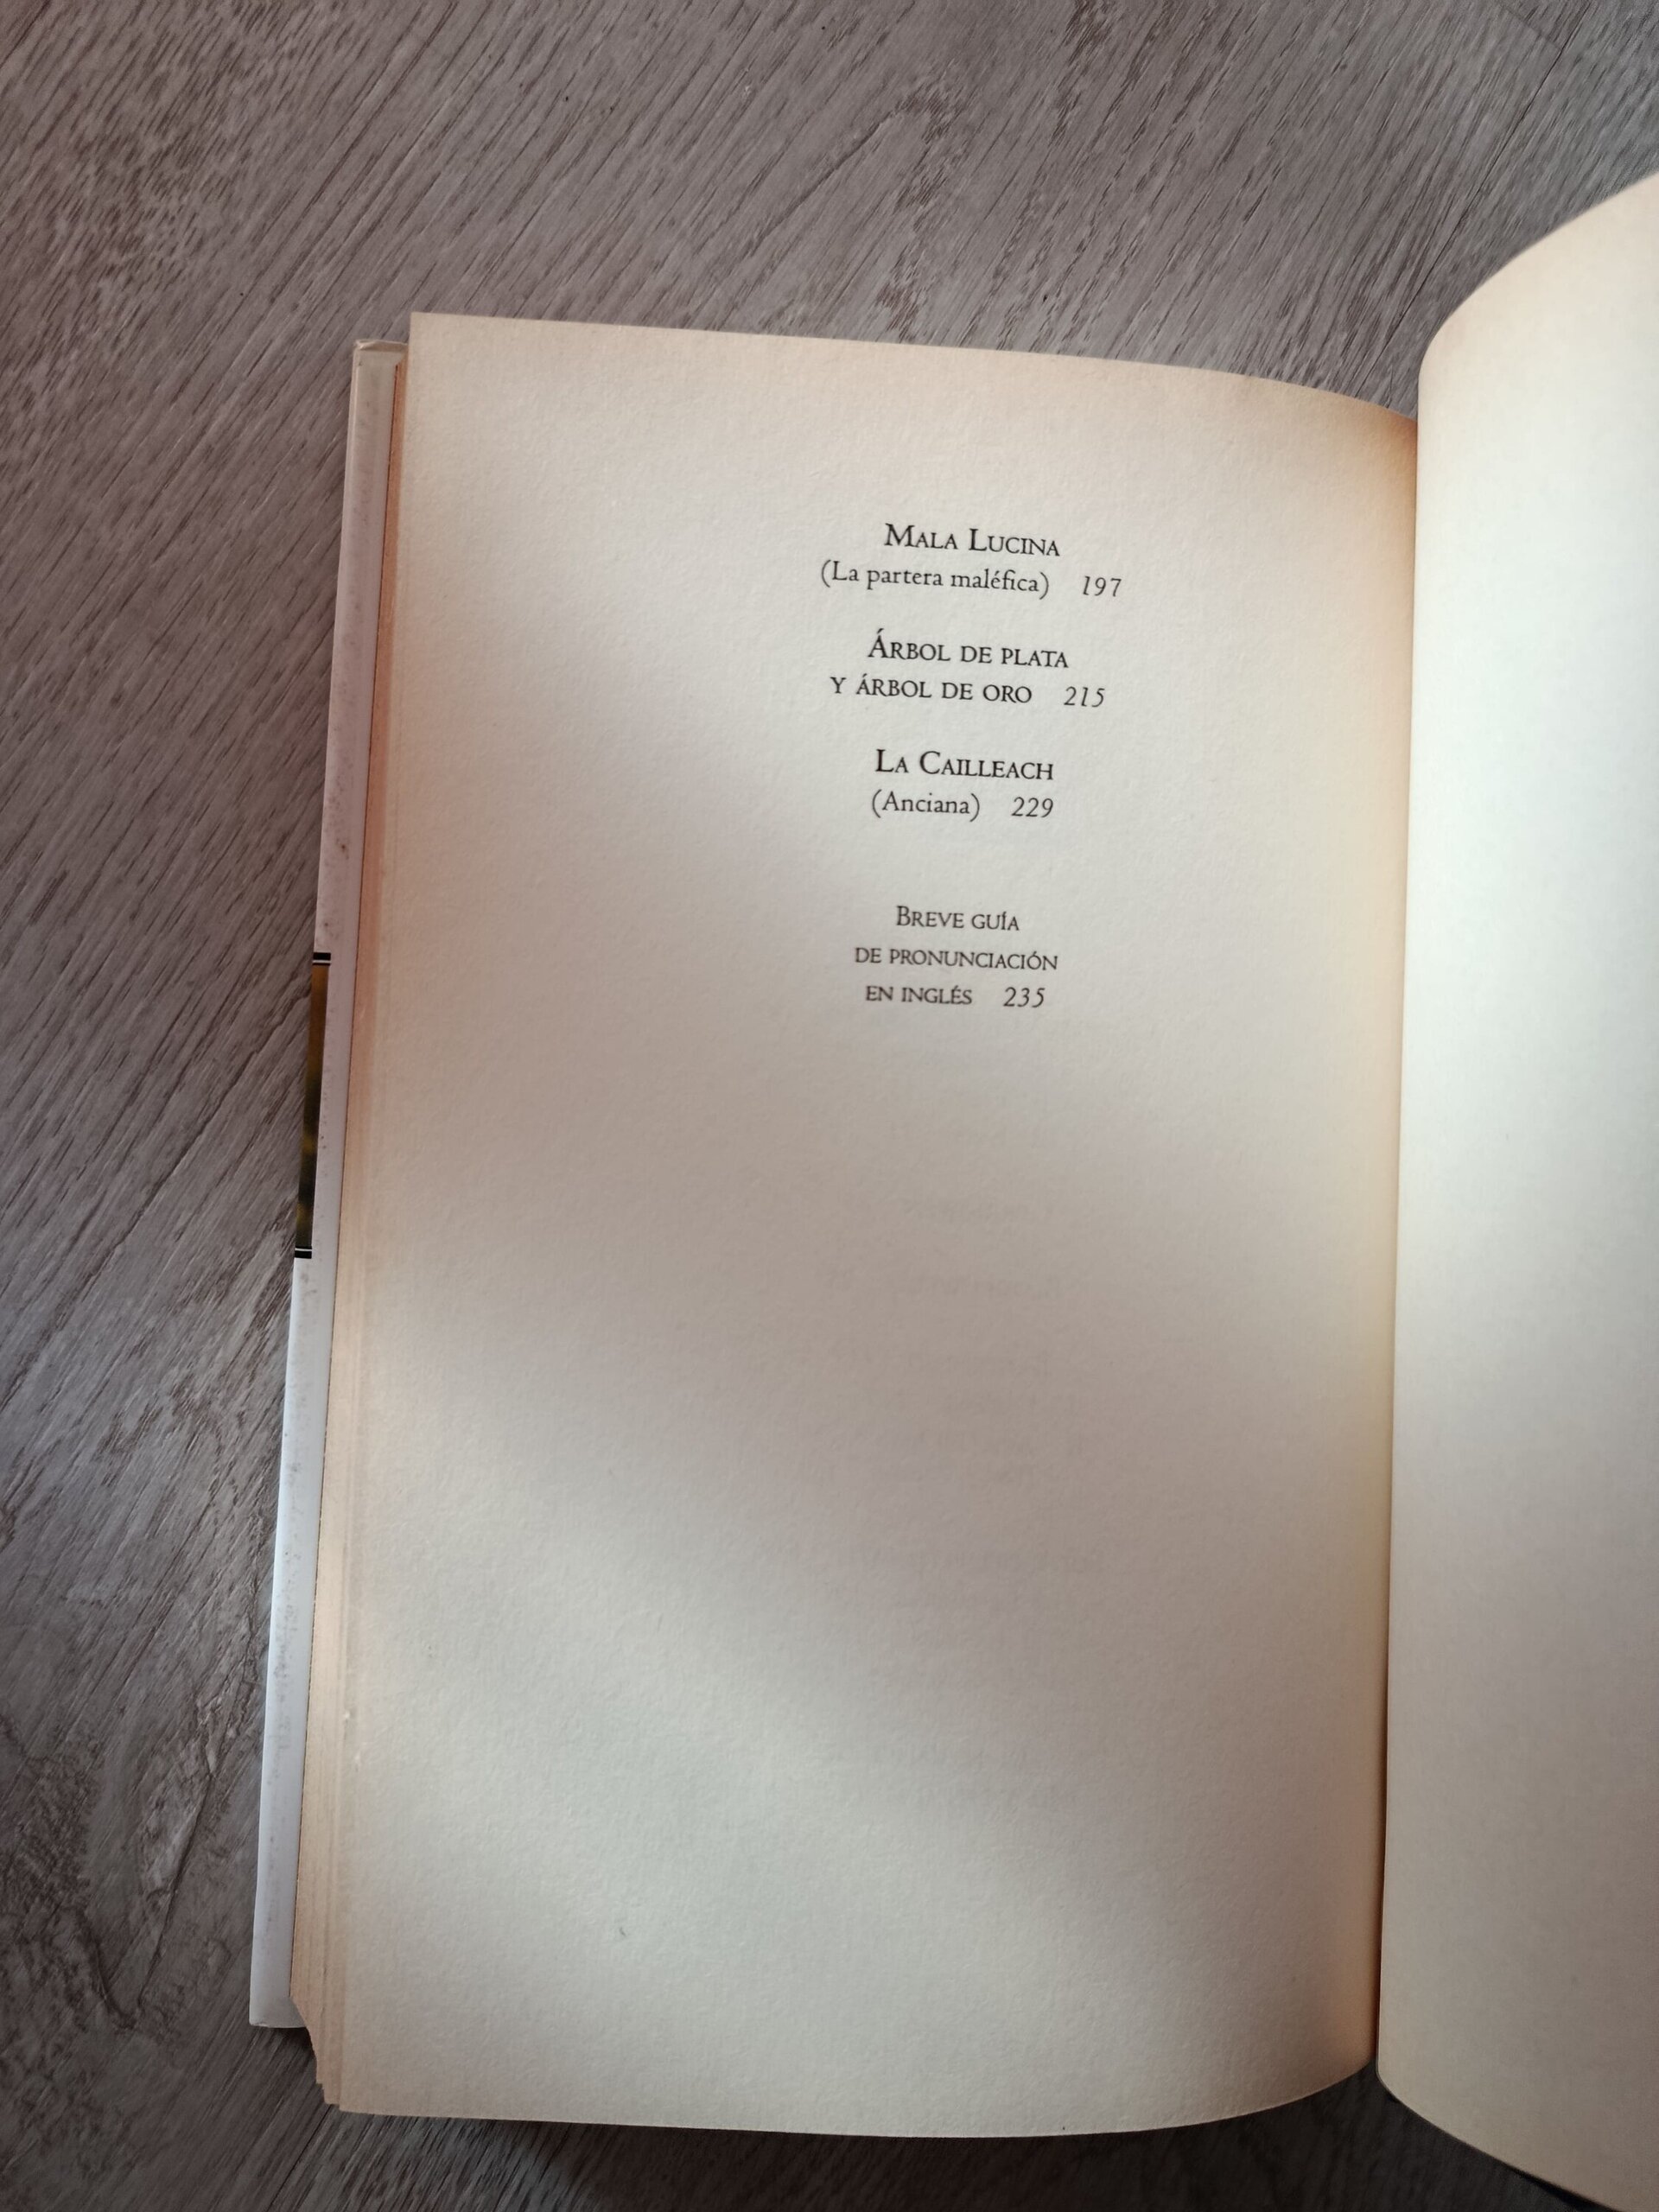 Mala Lucina
(La partera maléfica) 197
Árbol de plata
y árbol de oro 215
La Cailleach
(Anciana) 229
Breve guía
de pronunciación
en inglés 235